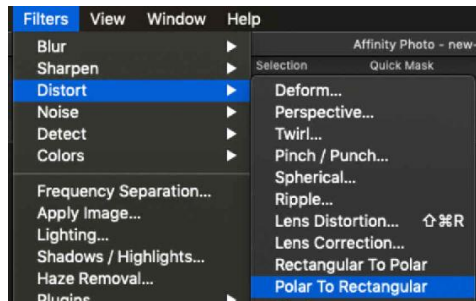 Filters View Window Help
Affinity Photo - new-
Selection Quick Mask
Blur
Sharpen
Distort
Noise
Detect
Colors
Frequency Separation...
Apply Image...
Lighting...
Shadows / Highlights...
Haze Removal...
Plugins
Deform...
Perspective...
Twirl...
Pinch / Punch...
Spherical...
Ripple...
Lens Distortion... ⇧⌘R
Lens Correction...
Rectangular To Polar
Polar To Rectangular